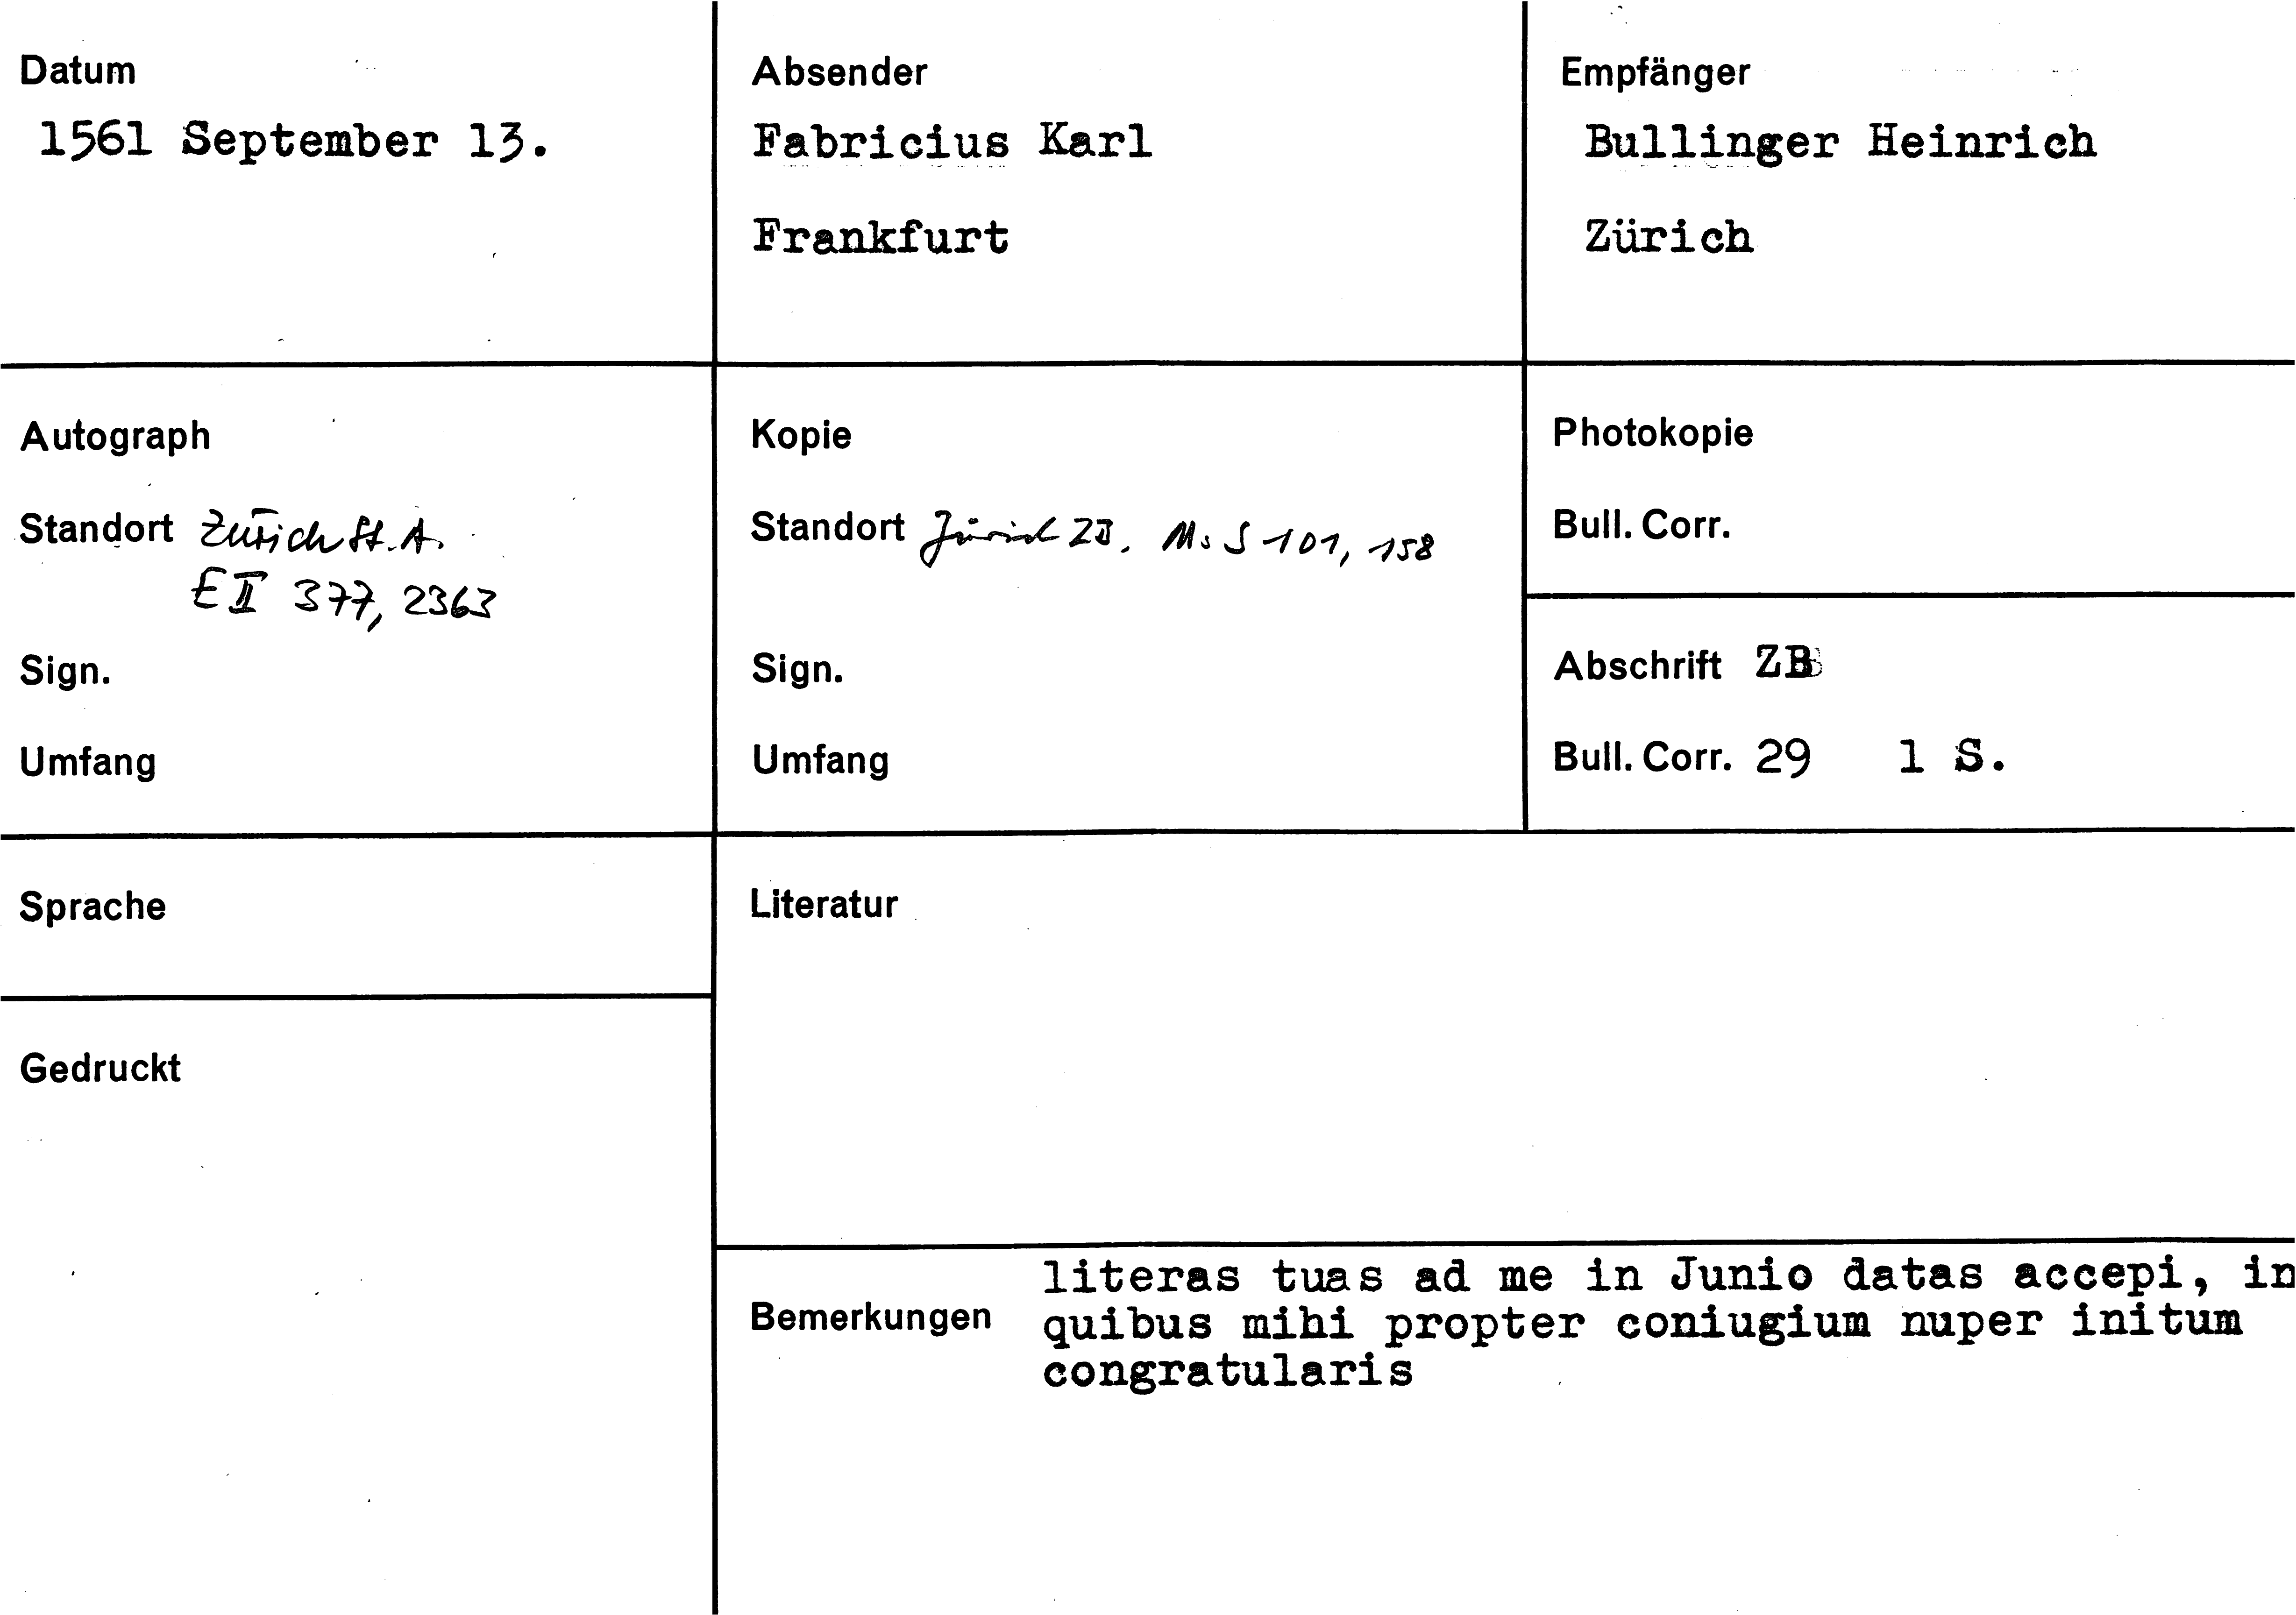 Datum
1561 September 13.
Absender
Fabricius Karl
Frankfurt
Empfänger
Bullinger Heinrich
Zürich
Autograph
Standort Zürich St. A.
E II 377, 2363
Sign.
Umfang
Kopie
Standort Zürich ZB, Ms S 101, 158
Sign.
Umfang
Photokopie
Bull. Corr.
Abschrift ZB
Bull. Corr. 29 1 S.
Sprache
Literatur
Gedruckt
Bemerkungen
literas tuas ad me in Junio datas accepi, in
quibus mihi propter coniugium nuper initum
congratularis